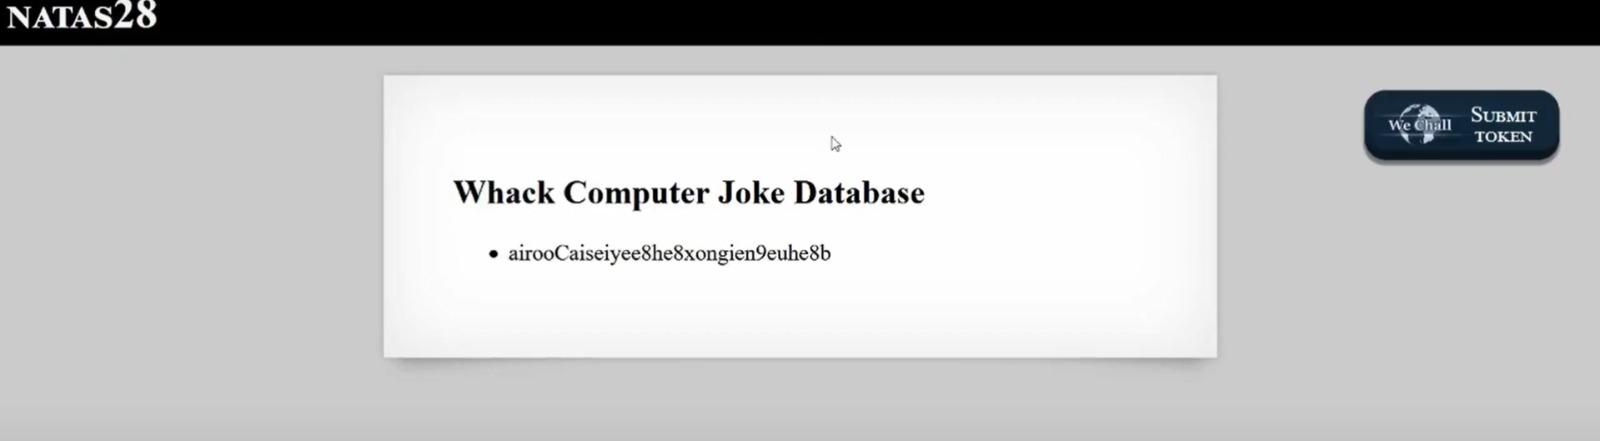 NATAS28
We Chall
SUBMIT
TOKEN
Whack Computer Joke Database
airooCaiseiyee8he8xongien9euhe8b